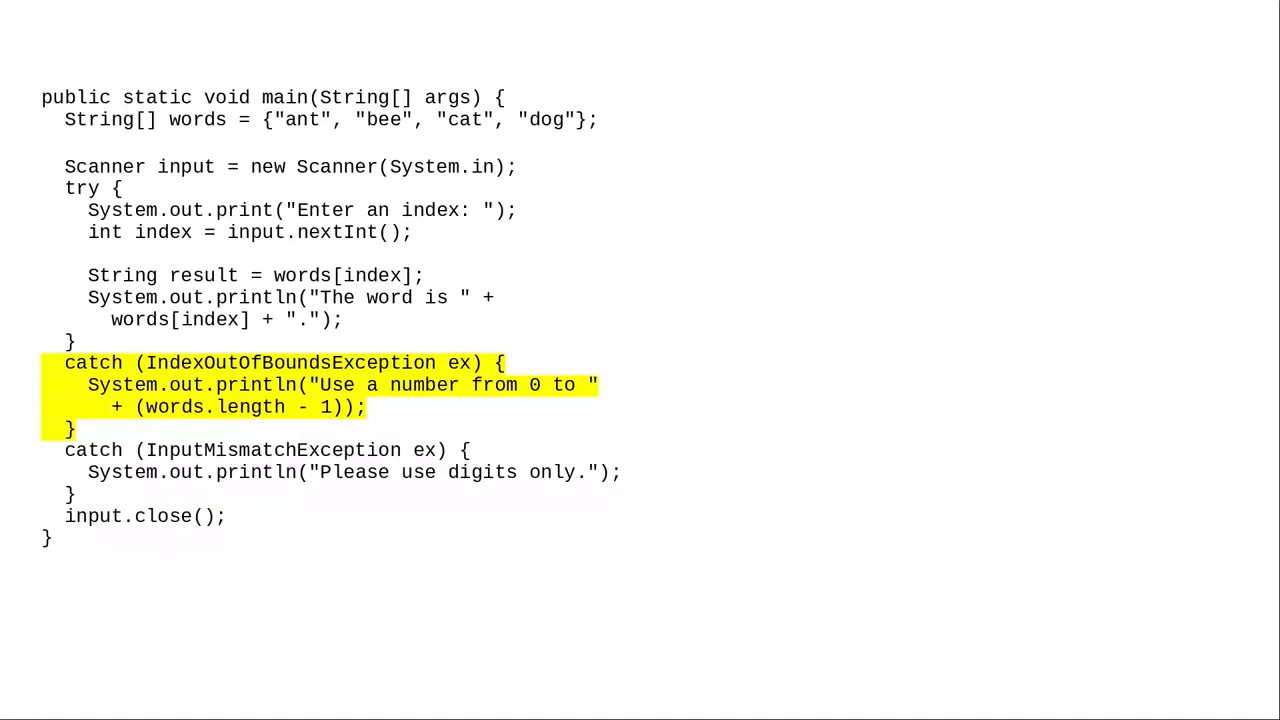 public static void main(String[] args) {
  String[] words = {"ant", "bee", "cat", "dog"};

  Scanner input = new Scanner(System.in);
  try {
    System.out.print("Enter an index: ");
    int index = input.nextInt();

    String result = words[index];
    System.out.println("The word is " +
      words[index] + ".");
  }
  catch (IndexOutOfBoundsException ex) {
    System.out.println("Use a number from 0 to "
      + (words.length - 1));
  }
  catch (InputMismatchException ex) {
    System.out.println("Please use digits only.");
  }
  input.close();
}